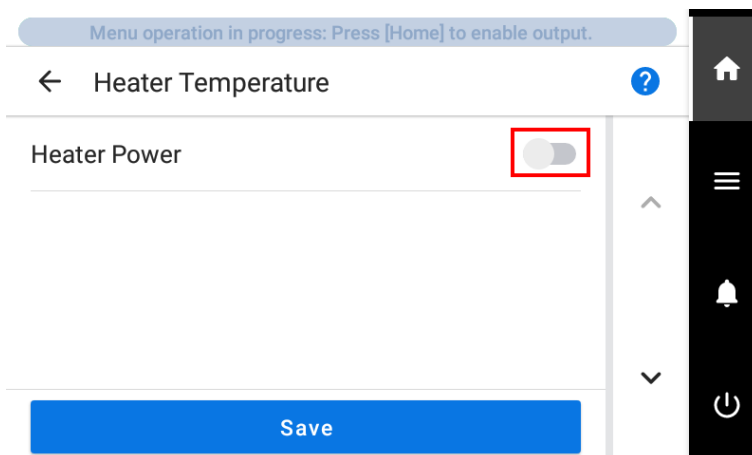 Menu operation in progress: Press [Home] to enable output.
Heater Temperature
?
Heater Power
Save